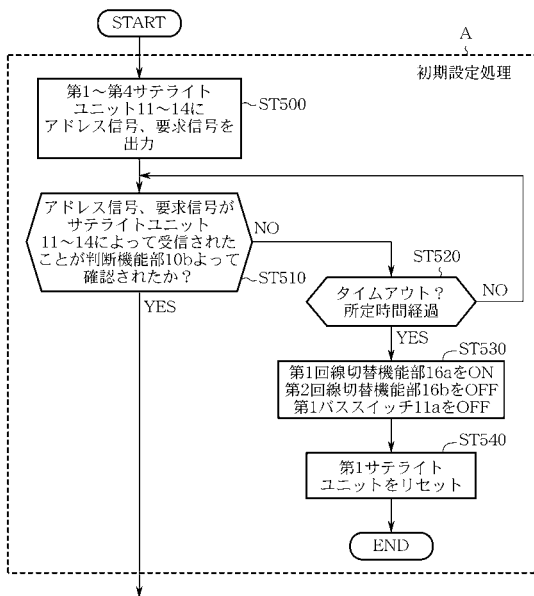 START
A
初期設定処理
第1～第4サテライト
ユニット11～14に
アドレス信号、要求信号を
出力
ST500
アドレス信号、要求信号が
サテライトユニット
11～14によって受信された
ことが判断機能部10bよって
確認されたか？
ST510
NO
YES
ST520
タイムアウト？
所定時間経過
NO
YES
ST530
第1回線切替機能部16aをON
第2回線切替機能部16bをOFF
第1バススイッチ11aをOFF
ST540
第1サテライト
ユニットをリセット
END